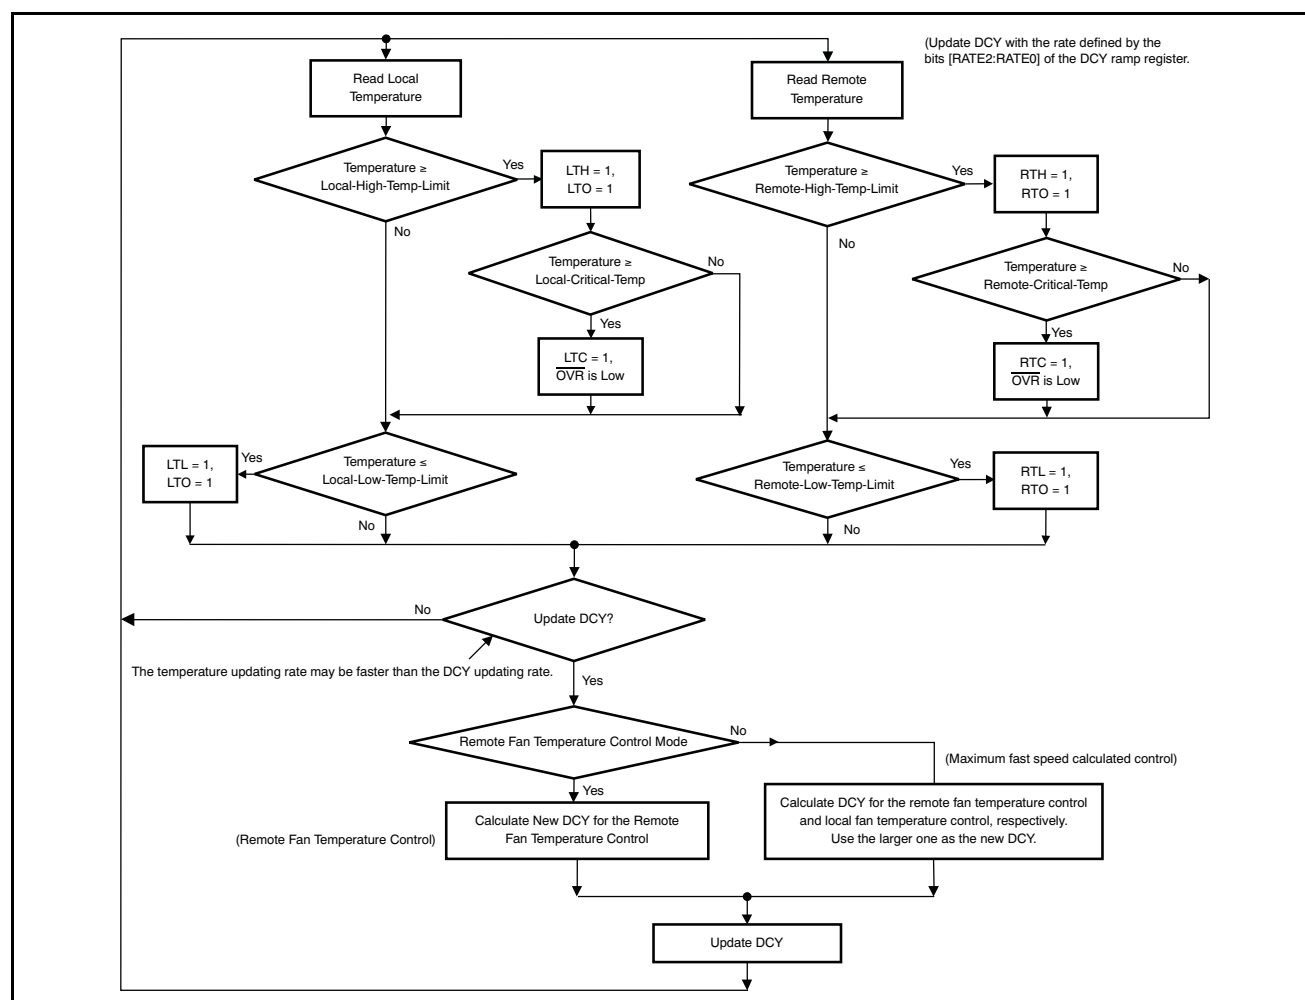 (Update DCY with the rate defined by the
bits [RATE2:RATE0] of the DCY ramp register.
Read Local
Temperature
Read Remote
Temperature
Temperature ≥
Local-High-Temp-Limit
Yes
No
LTH = 1,
LTO = 1
Temperature ≥
Remote-High-Temp-Limit
Yes
No
RTH = 1,
RTO = 1
Temperature ≥
Local-Critical-Temp
No
Yes
Temperature ≥
Remote-Critical-Temp
No
Yes
LTC = 1,
OVR is Low
RTC = 1,
OVR is Low
LTL = 1,
LTO = 1
Yes
Temperature ≤
Local-Low-Temp-Limit
No
Temperature ≤
Remote-Low-Temp-Limit
Yes
No
RTL = 1,
RTO = 1
No
Update DCY?
The temperature updating rate may be faster than the DCY updating rate.
Yes
Remote Fan Temperature Control Mode
No
Yes
(Maximum fast speed calculated control)
(Remote Fan Temperature Control)
Calculate New DCY for the Remote
Fan Temperature Control
Calculate DCY for the remote fan temperature control
and local fan temperature control, respectively.
Use the larger one as the new DCY.
Update DCY